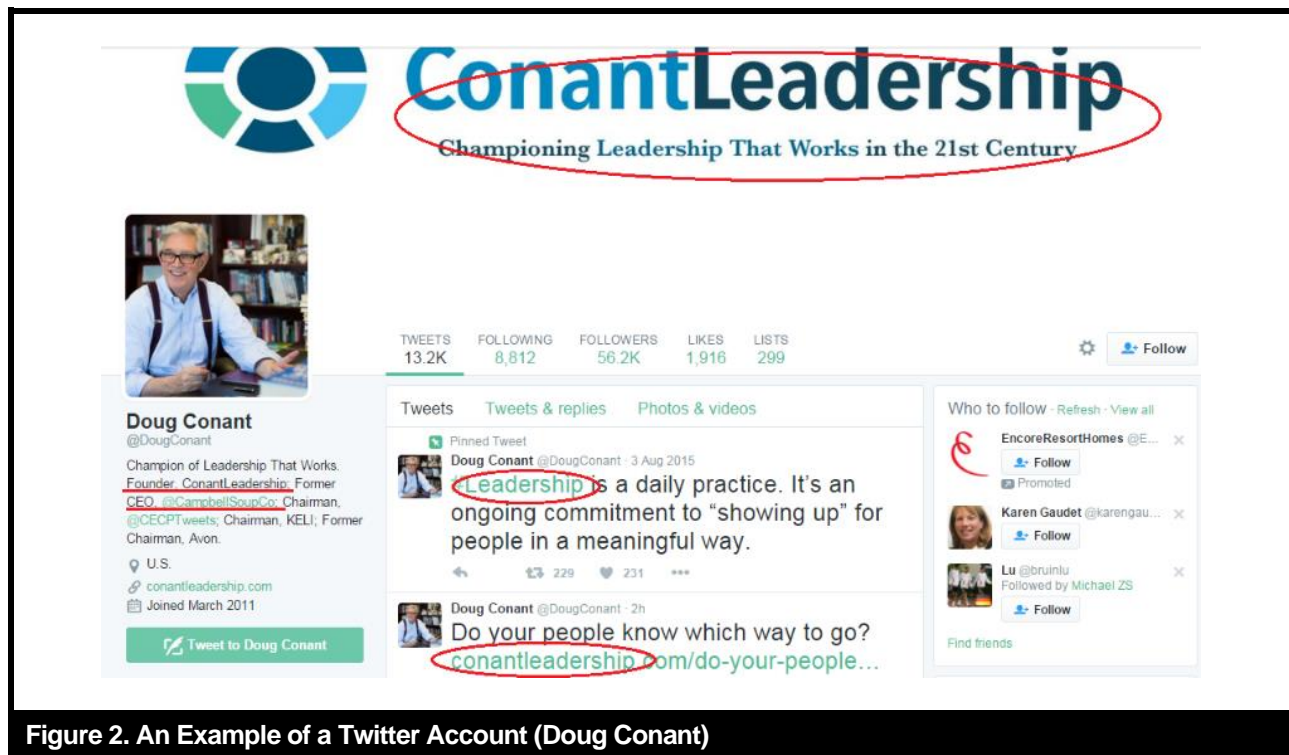 ConantLeadership
Championing Leadership That Works in the 21st Century
TWEETS FOLLOWING FOLLOWERS LIKES LISTS
13.2K 8,812 56.2K 1,916 299
Follow
Doug Conant
@DougConant
Champion of Leadership That Works.
Founder, ConantLeadership; Former
CEO, @CampbellSoupCo; Chairman,
@CECPTweets; Chairman, KELI; Former
Chairman, Avon.
U.S.
conantleadership.com
Joined March 2011
Tweet to Doug Conant
Tweets Tweets & replies Photos & videos
Pinned Tweet
Doug Conant @DougConant · 3 Aug 2015
#Leadership is a daily practice. It's an
ongoing commitment to “showing up” for
people in a meaningful way.
229 231
Doug Conant @DougConant · 2h
Do your people know which way to go?
conantleadership.com/do-your-people...
Who to follow · Refresh · View all
EncoreResortHomes @E...
Follow
Promoted
Karen Gaudet @karengau...
Follow
Lu @bruinlu
Followed by Michael ZS
Follow
Find friends
Figure 2. An Example of a Twitter Account (Doug Conant)